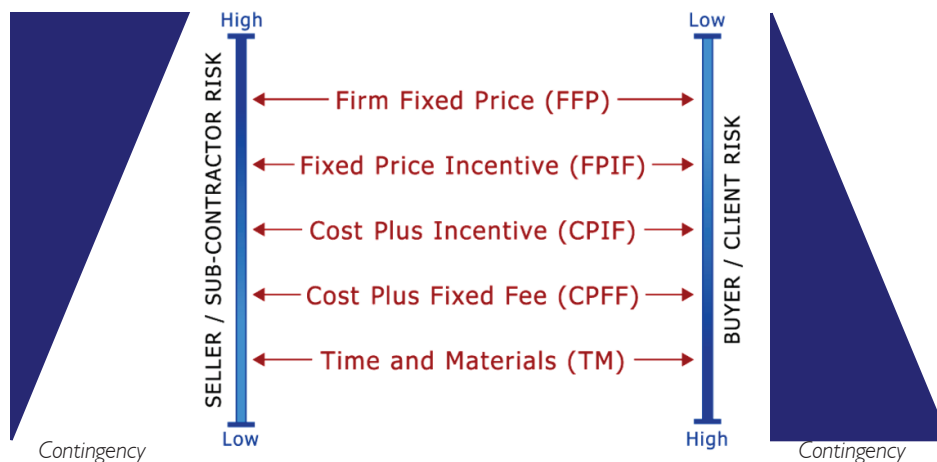 High
Low
SELLER / SUB-CONTRACTOR RISK
Firm Fixed Price (FFP)
Fixed Price Incentive (FPIF)
Cost Plus Incentive (CPIF)
Cost Plus Fixed Fee (CPFF)
Time and Materials (TM)
BUYER / CLIENT RISK
Low
High
Contingency
Contingency